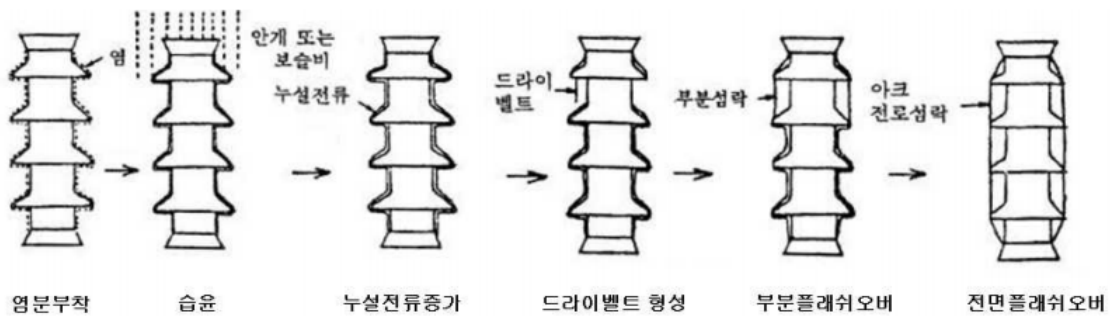 염
안개 또는
보슬비
누설전류
드라이
벨트
부분섬락
아크
전로섬락
염분부착
습윤
누설전류증가
드라이벨트 형성
부분플래쉬오버
전면플래쉬오버